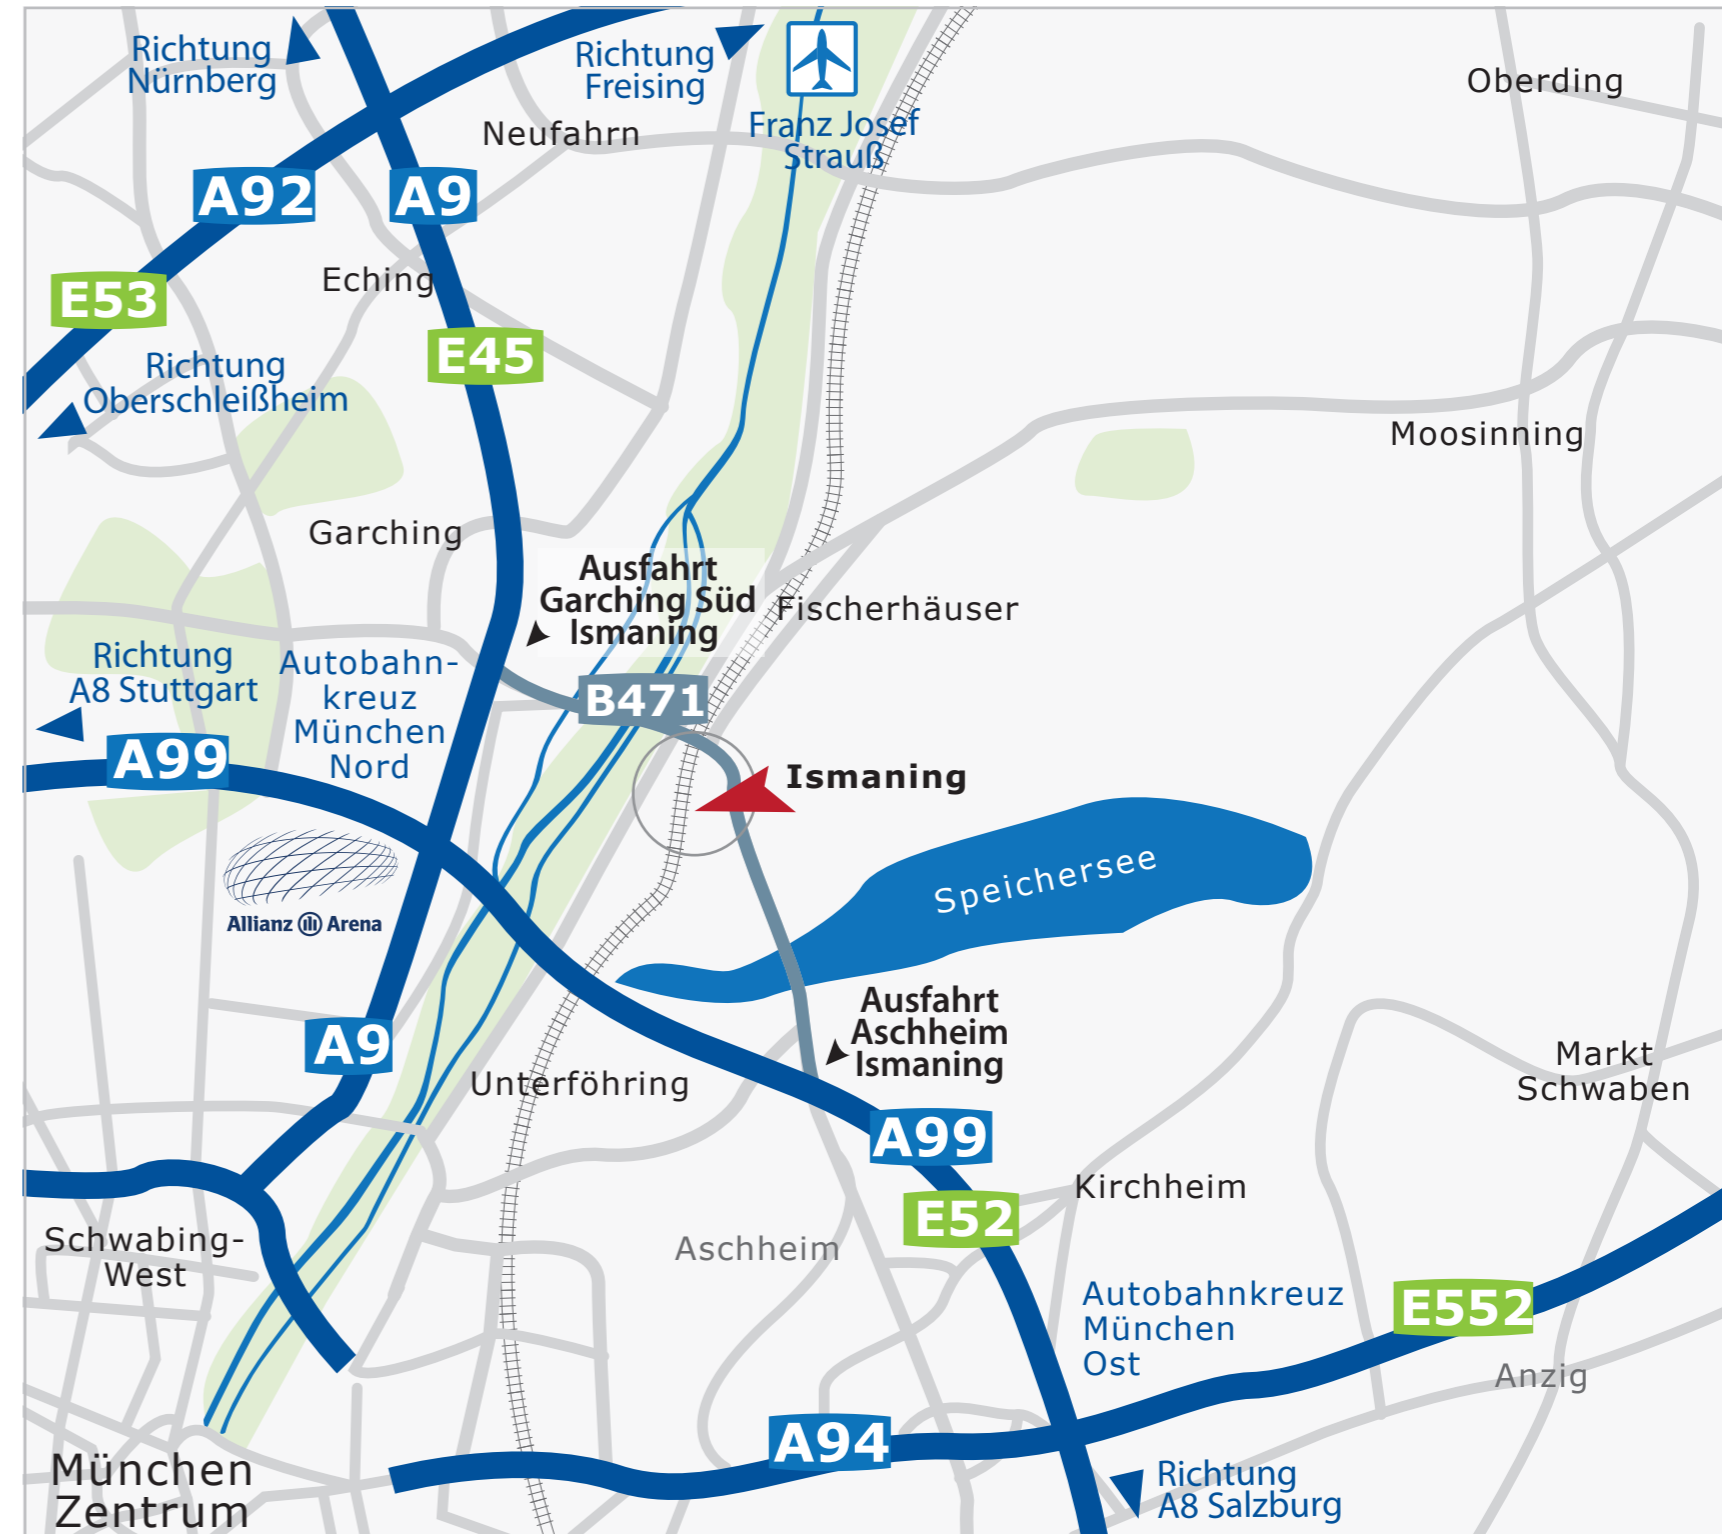 Richtung
Nürnberg
Richtung
Freising
Franz Josef
Strauß
Oberding
Neufahrn
A92
A9
Eching
E53
E45
Richtung
Oberschleißheim
Moosinning
Garching
Ausfahrt
Garching Süd
Ismaning
Fischerhäuser
Richtung
A8 Stuttgart
Autobahn-
kreuz
München
Nord
B471
A99
Ismaning
Speichersee
Allianz Arena
Ausfahrt
Aschheim
Ismaning
A9
Unterföhring
Markt
Schwaben
A99
E52
Kirchheim
Schwabing-
West
Aschheim
Autobahnkreuz
München
Ost
E552
Anzig
A94
München
Zentrum
Richtung
A8 Salzburg